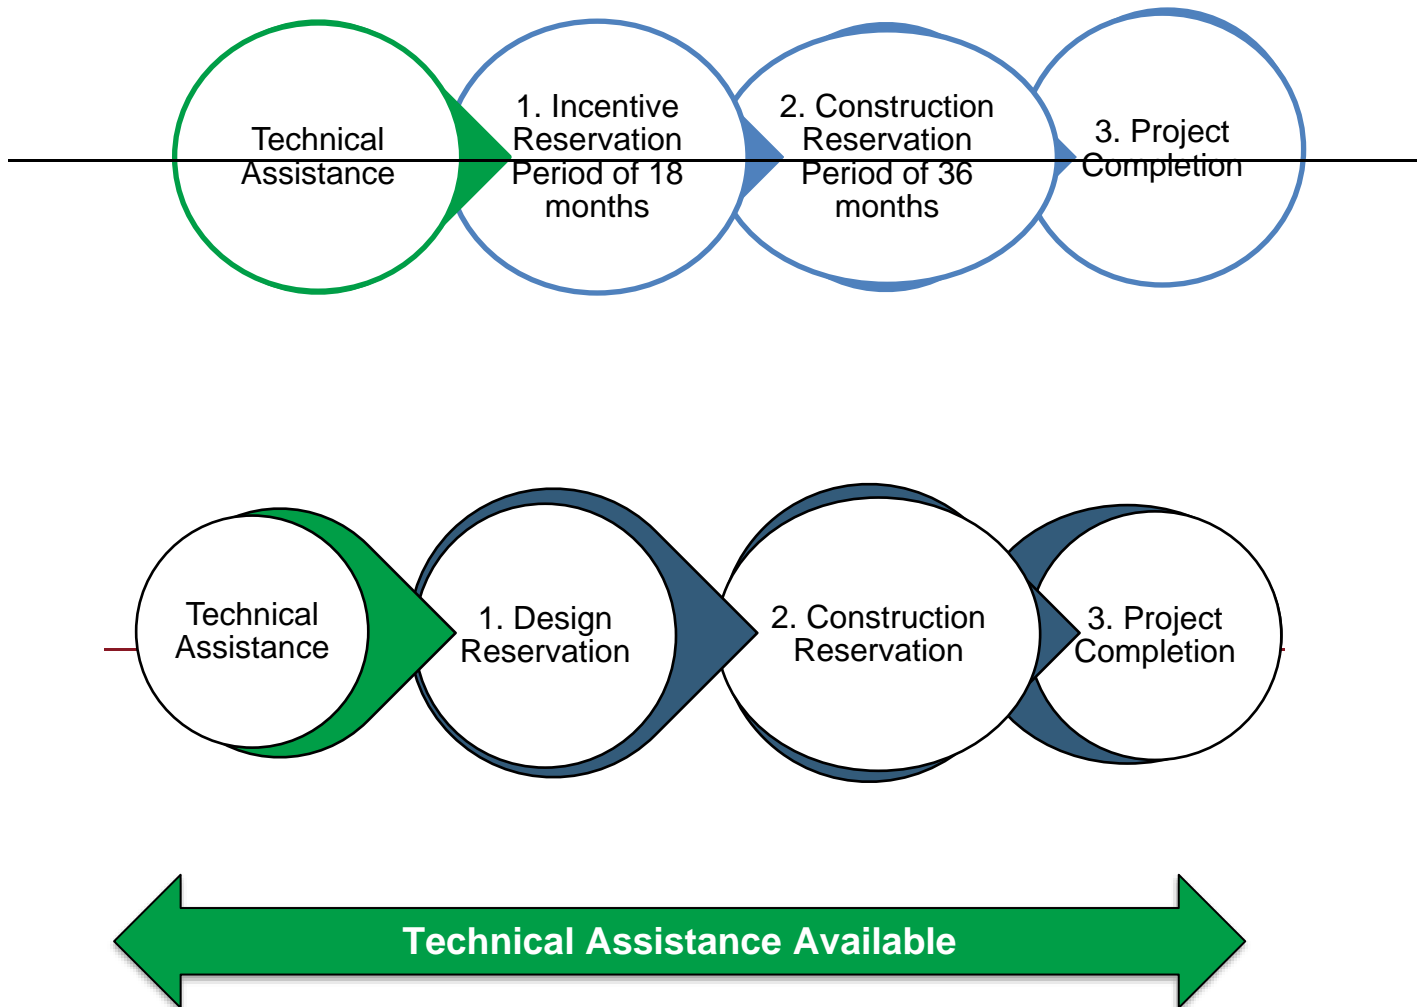 Technical
Assistance
1. Incentive
Reservation
Period of 18
months
2. Construction
Reservation
Period of 36
months
3. Project
Completion
Technical
Assistance
1. Design
Reservation
2. Construction
Reservation
3. Project
Completion
Technical Assistance Available